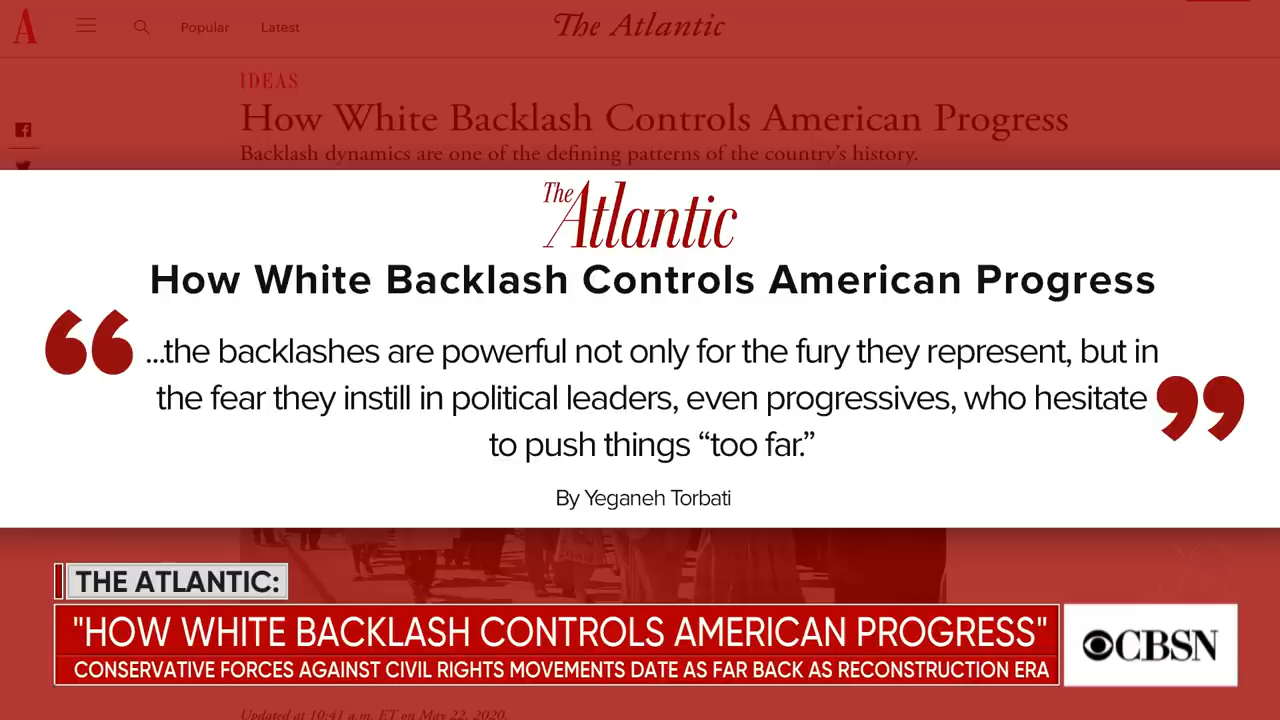 A Popular Latest The Atlantic
IDEAS
How White Backlash Controls American Progress
Backlash dynamics are one of the defining patterns of the country's history.
The Atlantic
How White Backlash Controls American Progress
“...the backlashes are powerful not only for the fury they represent, but in
the fear they instill in political leaders, even progressives, who hesitate
to push things “too far.””
By Yeganeh Torbati
THE ATLANTIC:
"HOW WHITE BACKLASH CONTROLS AMERICAN PROGRESS"
CONSERVATIVE FORCES AGAINST CIVIL RIGHTS MOVEMENTS DATE AS FAR BACK AS RECONSTRUCTION ERA
CBSN
Updated at 10:41 a.m. ET on May 22, 2020.